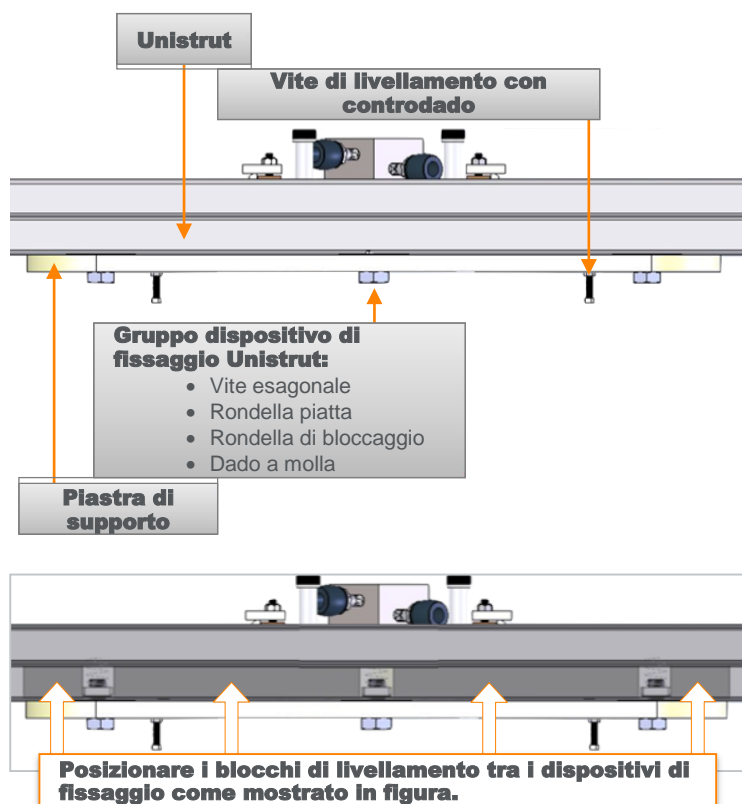 Unistrut
Vite di livellamento con
controdado
Gruppo dispositivo di
fissaggio Unistrut:
• Vite esagonale
• Rondella piatta
• Rondella di bloccaggio
• Dado a molla
Piastra di
supporto
Posizionare i blocchi di livellamento tra i dispositivi di
fissaggio come mostrato in figura.